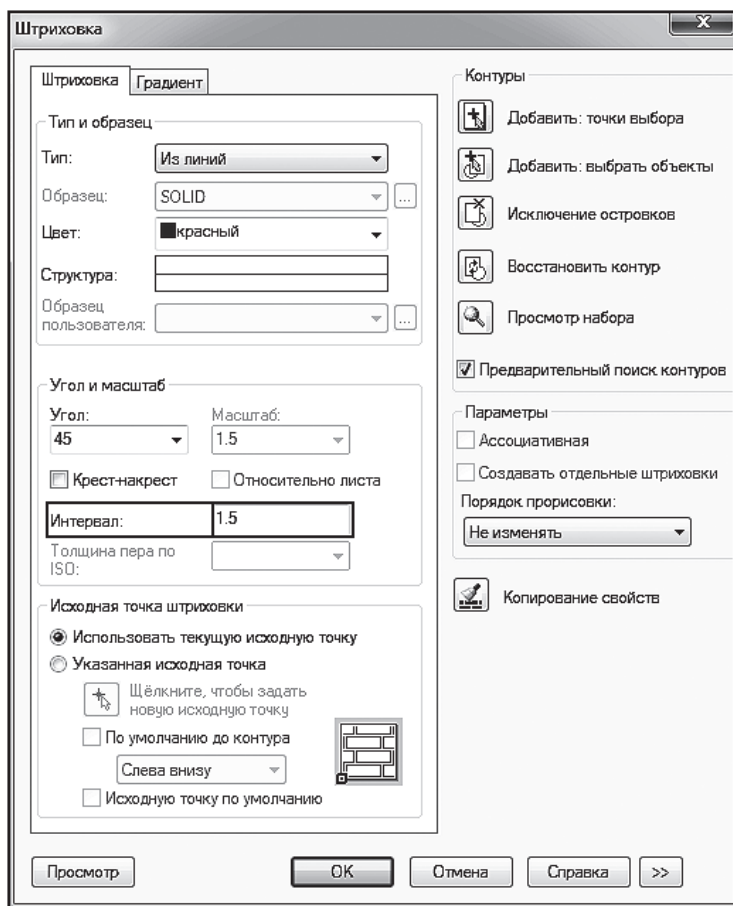 Штриховка
Штриховка
Градиент
Тип и образец
Тип:
Из линий
Образец:
SOLID
...
Цвет:
красный
Структура:
Образец
пользователя:
...
Угол и масштаб
Угол:
Масштаб:
45
1.5
Крест-накрест
Относительно листа
Интервал:
1.5
Толщина пера по
ISO:
Исходная точка штриховки
Использовать текущую исходную точку
Указанная исходная точка
Щёлкните, чтобы задать
новую исходную точку
По умолчанию до контура
Слева внизу
Исходную точку по умолчанию
Контуры
Добавить: точки выбора
Добавить: выбрать объекты
Исключение островков
Восстановить контур
Просмотр набора
Предварительный поиск контуров
Параметры
Ассоциативная
Создавать отдельные штриховки
Порядок прорисовки:
Не изменять
Копирование свойств
Просмотр
OK
Отмена
Справка
>>